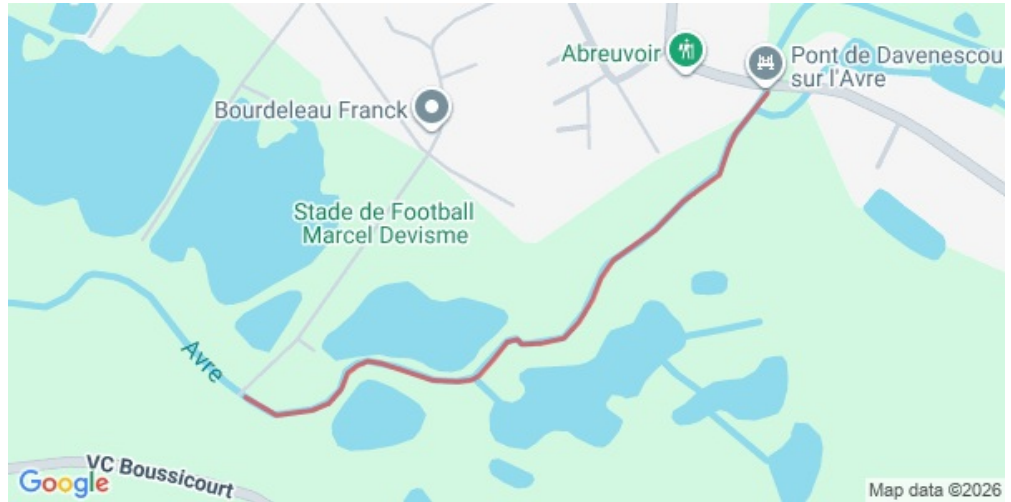 Abreuvoir
Pont de Davenescou
sur l'Avre
Bourdeleau Franck
Stade de Football
Marcel Devisme
Avre
VC Boussicourt
Google
Map data ©2026